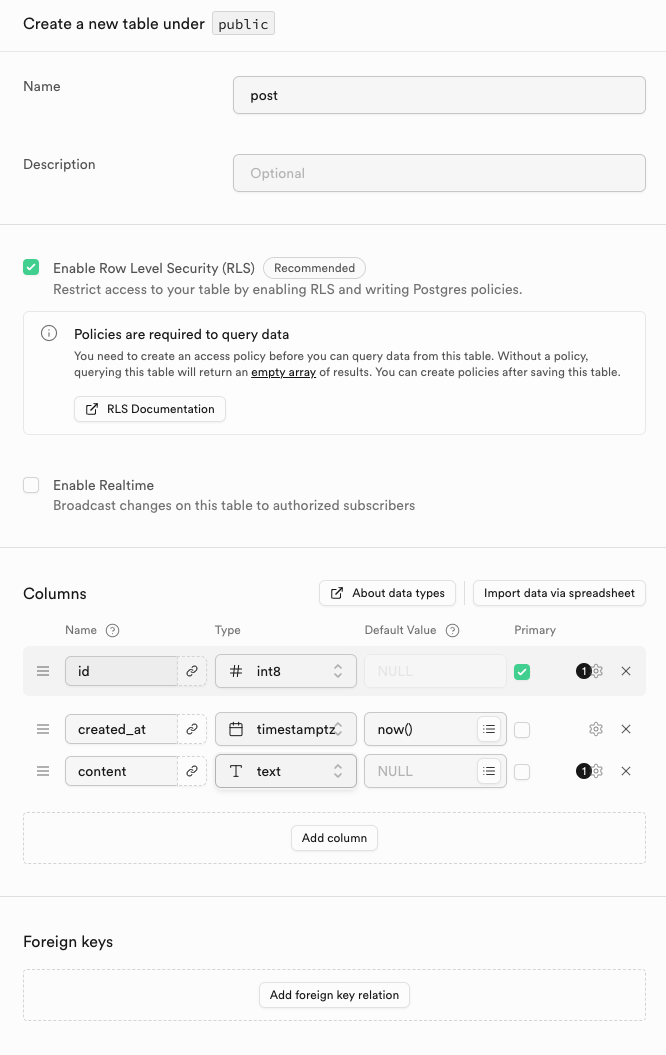 Create a new table under public
Name
post
Description
Optional
Enable Row Level Security (RLS) Recommended
Restrict access to your table by enabling RLS and writing Postgres policies.
Policies are required to query data
You need to create an access policy before you can query data from this table. Without a policy,
querying this table will return an empty array of results. You can create policies after saving this table.
RLS Documentation
Enable Realtime
Broadcast changes on this table to authorized subscribers
Columns About data types Import data via spreadsheet
Name ? Type Default Value ? Primary
id # int8 NULL 1
created_at timestamptz now()
content T text NULL 1
Add column
Foreign keys
Add foreign key relation